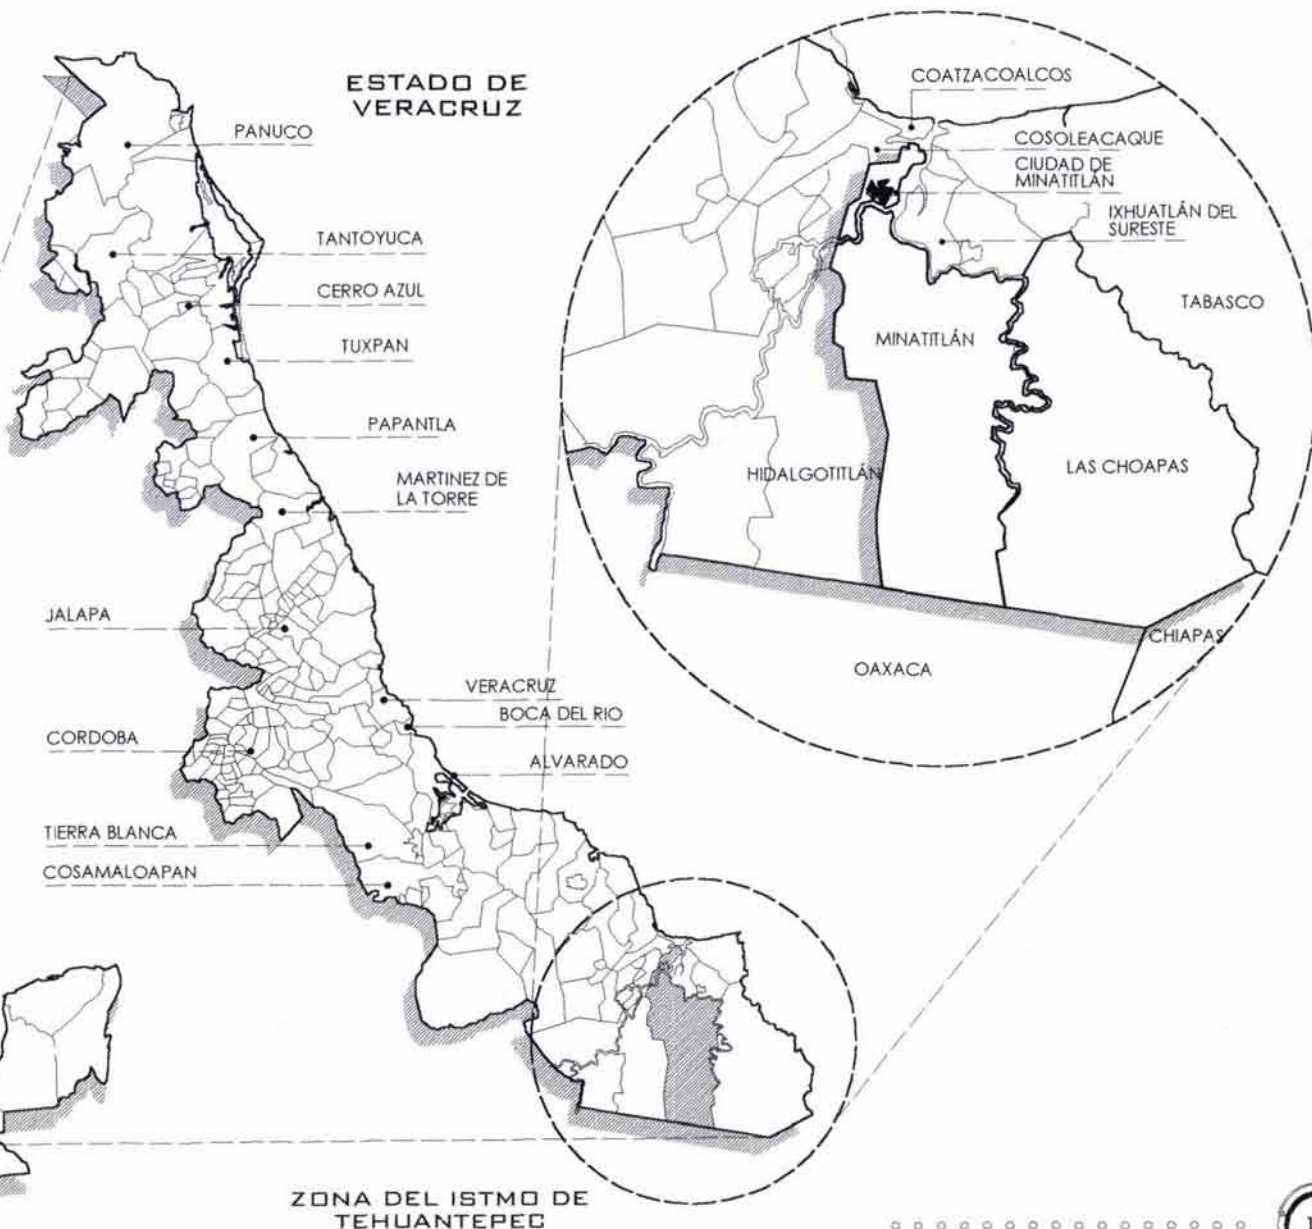 ESTADO DE
VERACRUZ
PANUCO
TANTOYUCA
CERRO AZUL
TUXPAN
PAPANTLA
MARTINEZ DE
LA TORRE
JALAPA
VERACRUZ
BOCA DEL RIO
CORDOBA
ALVARADO
TIERRA BLANCA
COSAMALOAPAN
COATZACOALCOS
COSOLEACAQUE
CIUDAD DE
MINATITLÁN
IXHUATLÁN DEL
SURESTE
TABASCO
MINATITLÁN
LAS CHOAPAS
HIDALGOTITLÁN
CHIAPAS
OAXACA
ZONA DEL ISTMO DE
TEHUANTEPEC